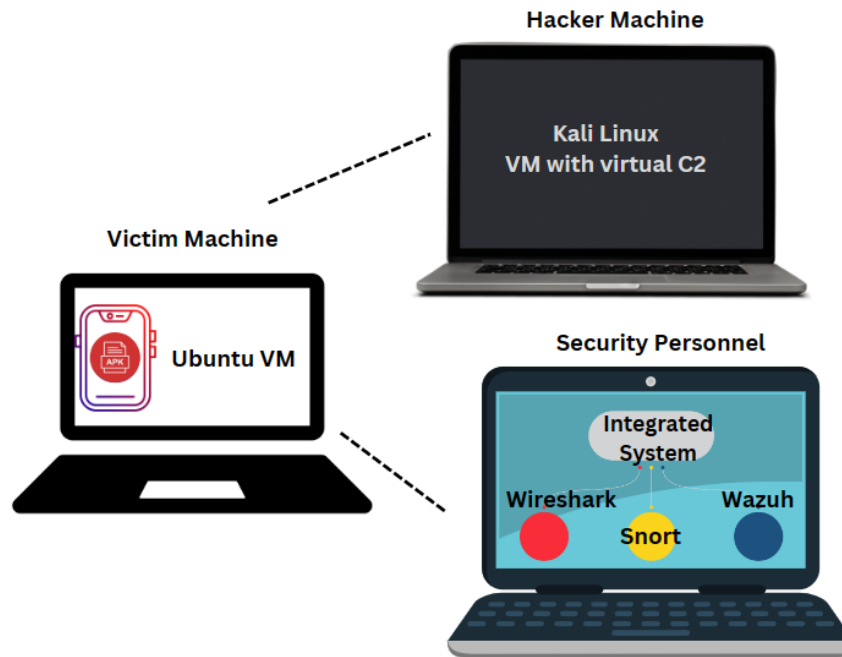 Hacker Machine
Kali Linux
VM with virtual C2
Victim Machine
APK
Ubuntu VM
Security Personnel
Integrated
System
Wireshark
Wazuh
Snort